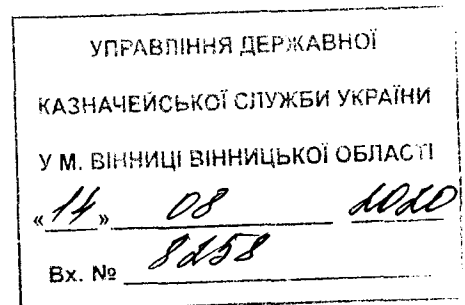 УПРАВЛІННЯ ДЕРЖАВНОЇ
КАЗНАЧЕЙСЬКОЇ СЛУЖБИ УКРАЇНИ
У М. ВІННИЦІ ВІННИЦЬКОЇ ОБЛАСТІ
«14» 08 2020
Вх. № 8258